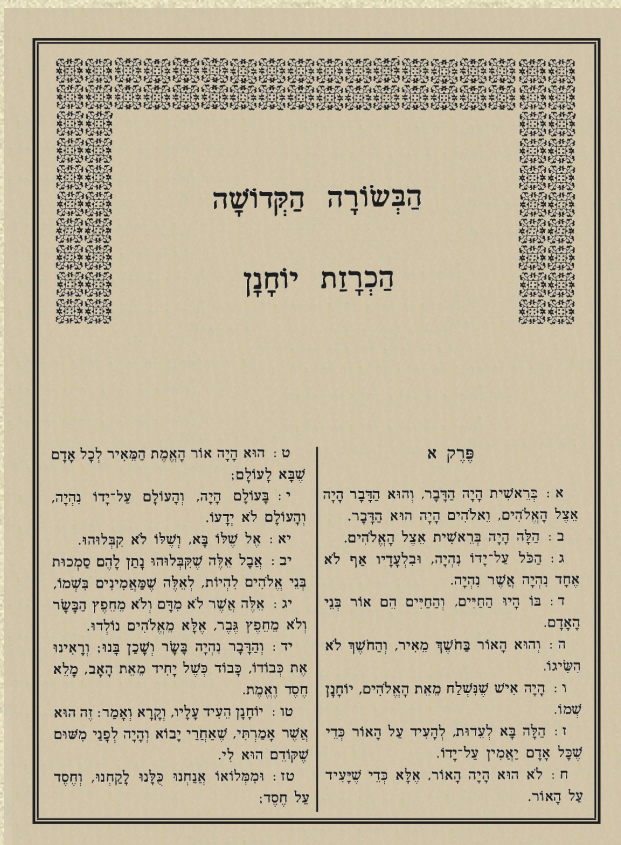 הַבְּשׂוֹרָה הַקְּדוֹשָׁה
הַכְרָזַת יוֹחָנָן
פֶּרֶק א
א : בְּרֵאשִׁית הָיָה הַדָּבָר, וְהוּא הַדָּבָר הָיָה
אֵצֶל הָאֱלֹהִים, וֵאלֹהִים הָיָה הוּא הַדָּבָר.
ב : הַלָּה הָיָה בְּרֵאשִׁית אֵצֶל הָאֱלֹהִים.
ג : הַכֹּל עַל־יָדוֹ נִהְיָה, וּבִלְעָדָיו אַף לֹא
אֶחָד נִהְיָה אֲשֶׁר נִהְיָה.
ד : בּוֹ הָיוּ הַחַיִּים, וְהַחַיִּים הֵם אוֹר בְּנֵי
הָאָדָם.
ה : וְהוּא הָאוֹר בַּחֹשֶׁךְ מֵאִיר, וְהַחֹשֶׁךְ לֹא
הִשִּׂיגוֹ.
ו : הָיָה אִישׁ שֶׁנִּשְׁלַח מֵאֵת הָאֱלֹהִים, יוֹחָנָן
שְׁמוֹ.
ז : הַלָּה בָּא לְעֵדוּת, לְהָעִיד עַל הָאוֹר כְּדֵי
שֶׁכָּל אָדָם יַאֲמִין עַל־יָדוֹ.
ח : לֹא הוּא הָיָה הָאוֹר, אֶלָּא כְּדֵי שֶׁיָּעִיד
עַל הָאוֹר.
ט : הוּא הָיָה אוֹר הָאֱמֶת הַמֵּאִיר לְכָל אָדָם
שֶׁבָּא לָעוֹלָם;
י : בָּעוֹלָם הָיָה, וְהָעוֹלָם עַל־יָדוֹ נִהְיָה,
וְהָעוֹלָם לֹא יְדָעוֹ.
יא : אֶל שֶׁלּוֹ בָּא, וְשֶׁלּוֹ לֹא קִבְּלוּהוּ.
יב : אֲבָל אֵלֶּה שֶׁקִּבְּלוּהוּ נָתַן לָהֶם סַמְכוּת
בְּנֵי אֱלֹהִים לִהְיוֹת, לְאֵלֶּה שֶׁמַּאֲמִינִים בִּשְׁמוֹ,
יג : אֵלֶּה אֲשֶׁר לֹא מִדָּם וְלֹא מֵחֵפֶץ הַבָּשָׂר
וְלֹא מֵחֵפֶץ גֶּבֶר, אֶלָּא מֵאֱלֹהִים נוֹלְדוּ.
יד : וְהַדָּבָר נִהְיָה בָּשָׂר וְשָׁכַן בָּנוּ; וְרָאִינוּ
אֶת כְּבוֹדוֹ, כָּבוֹד כְּשֶׁל יָחִיד מֵאֵת הָאָב, מָלֵא
חֶסֶד וֶאֱמֶת.
טו : יוֹחָנָן הֵעִיד עָלָיו, וְקָרָא וְאָמַר: זֶה הוּא
אֲשֶׁר אָמַרְתִּי, שֶׁאַחֲרַי יָבוֹא וְהָיָה לְפָנַי מִשּׁוּם
שֶׁקּוֹדֵם הוּא לִי.
טז : וּמִמְּלוֹאוֹ אֲנַחְנוּ כֻּלָּנוּ לָקַחְנוּ, וְחֶסֶד
עַל חֶסֶד;